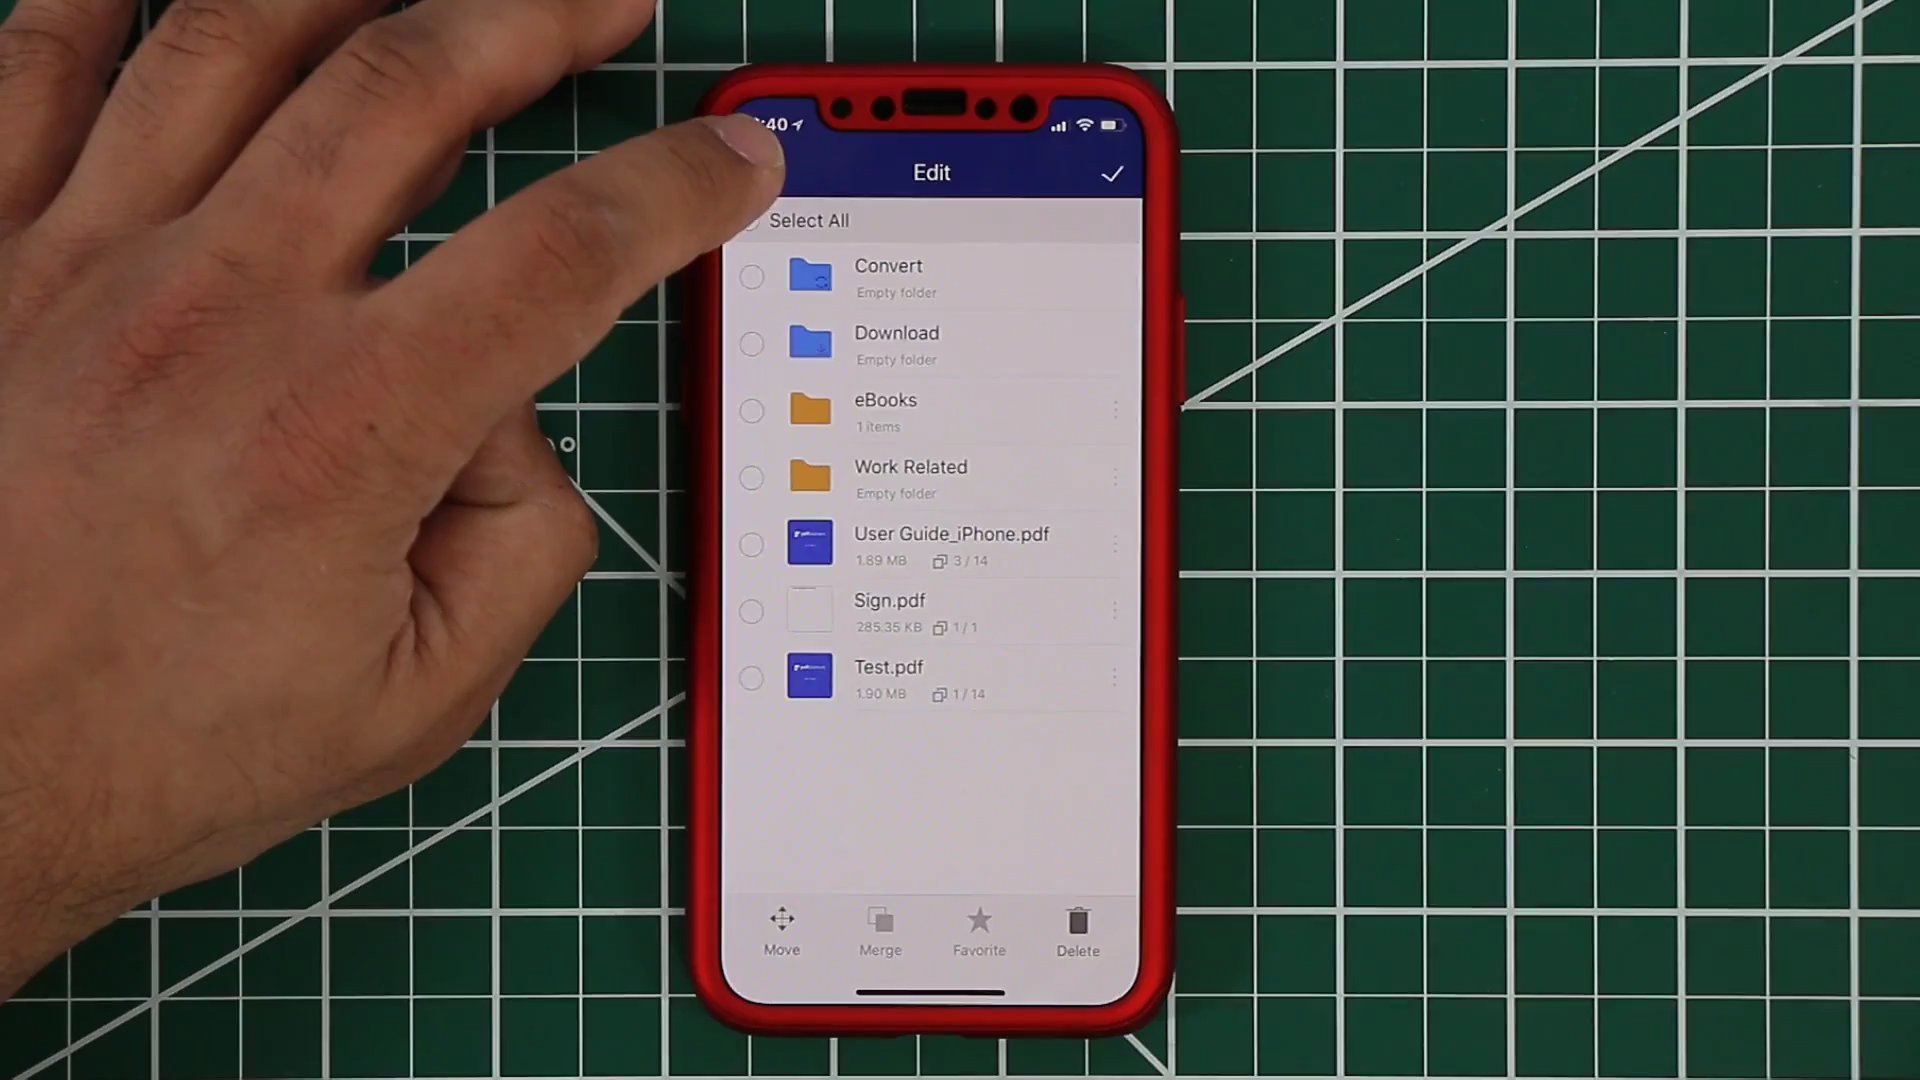 :40
Edit
Select All
Convert
Empty folder
Download
Empty folder
eBooks
1 items
Work Related
Empty folder
User Guide_iPhone.pdf
1.89 MB 3 / 14
Sign.pdf
285.35 KB 1 / 1
Test.pdf
1.90 MB 1 / 14
Move Merge Favorite Delete